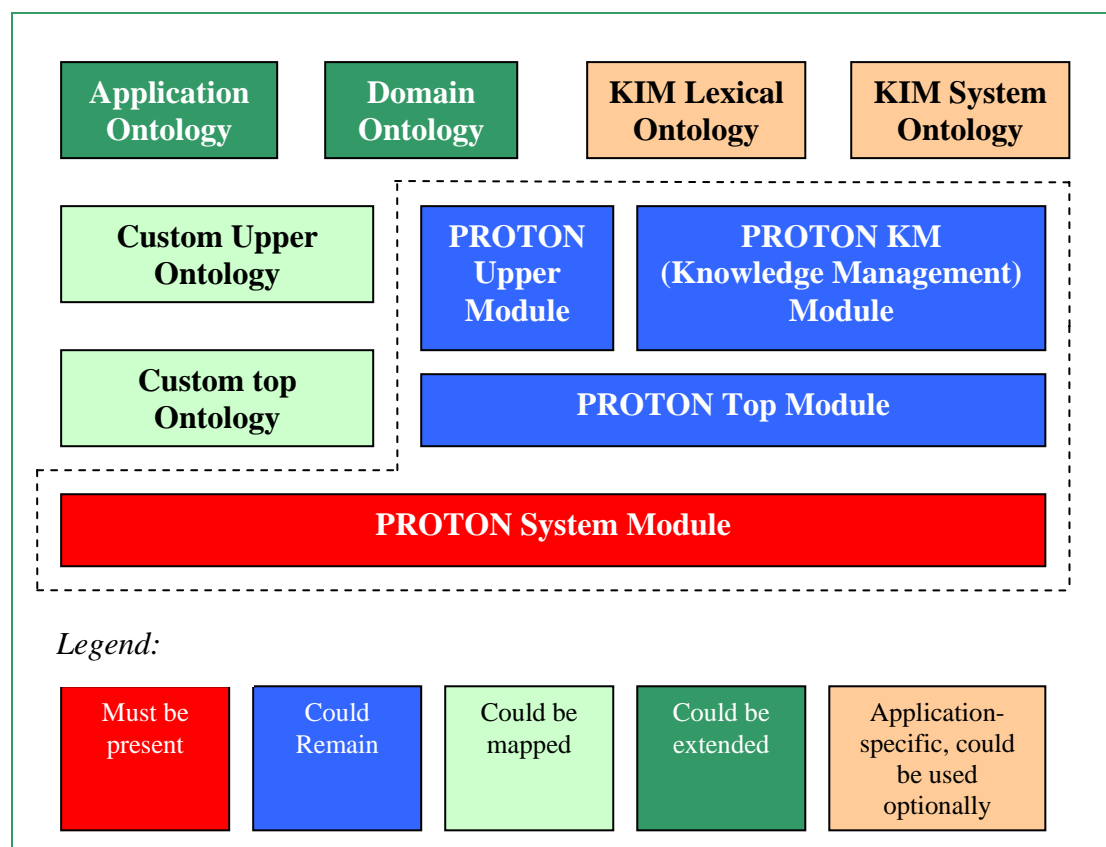 Application
Ontology
Domain
Ontology
KIM Lexical
Ontology
KIM System
Ontology
Custom Upper
Ontology
PROTON
Upper
Module
PROTON KM
(Knowledge Management)
Module
Custom top
Ontology
PROTON Top Module
PROTON System Module
Legend:
Must be
present
Could
Remain
Could be
mapped
Could be
extended
Application-
specific, could
be used
optionally